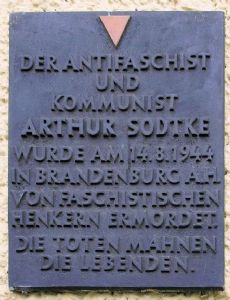 DER ANTIFASCHIST
UND
KOMMUNIST
ARTHUR SODTKE
WURDE AM 14.8.1944
IN BRANDENBURG A.H.
VON FASCHISTISCHEN
HENKERN ERMORDET.
DIE TOTEN MAHNEN
DIE LEBENDEN.